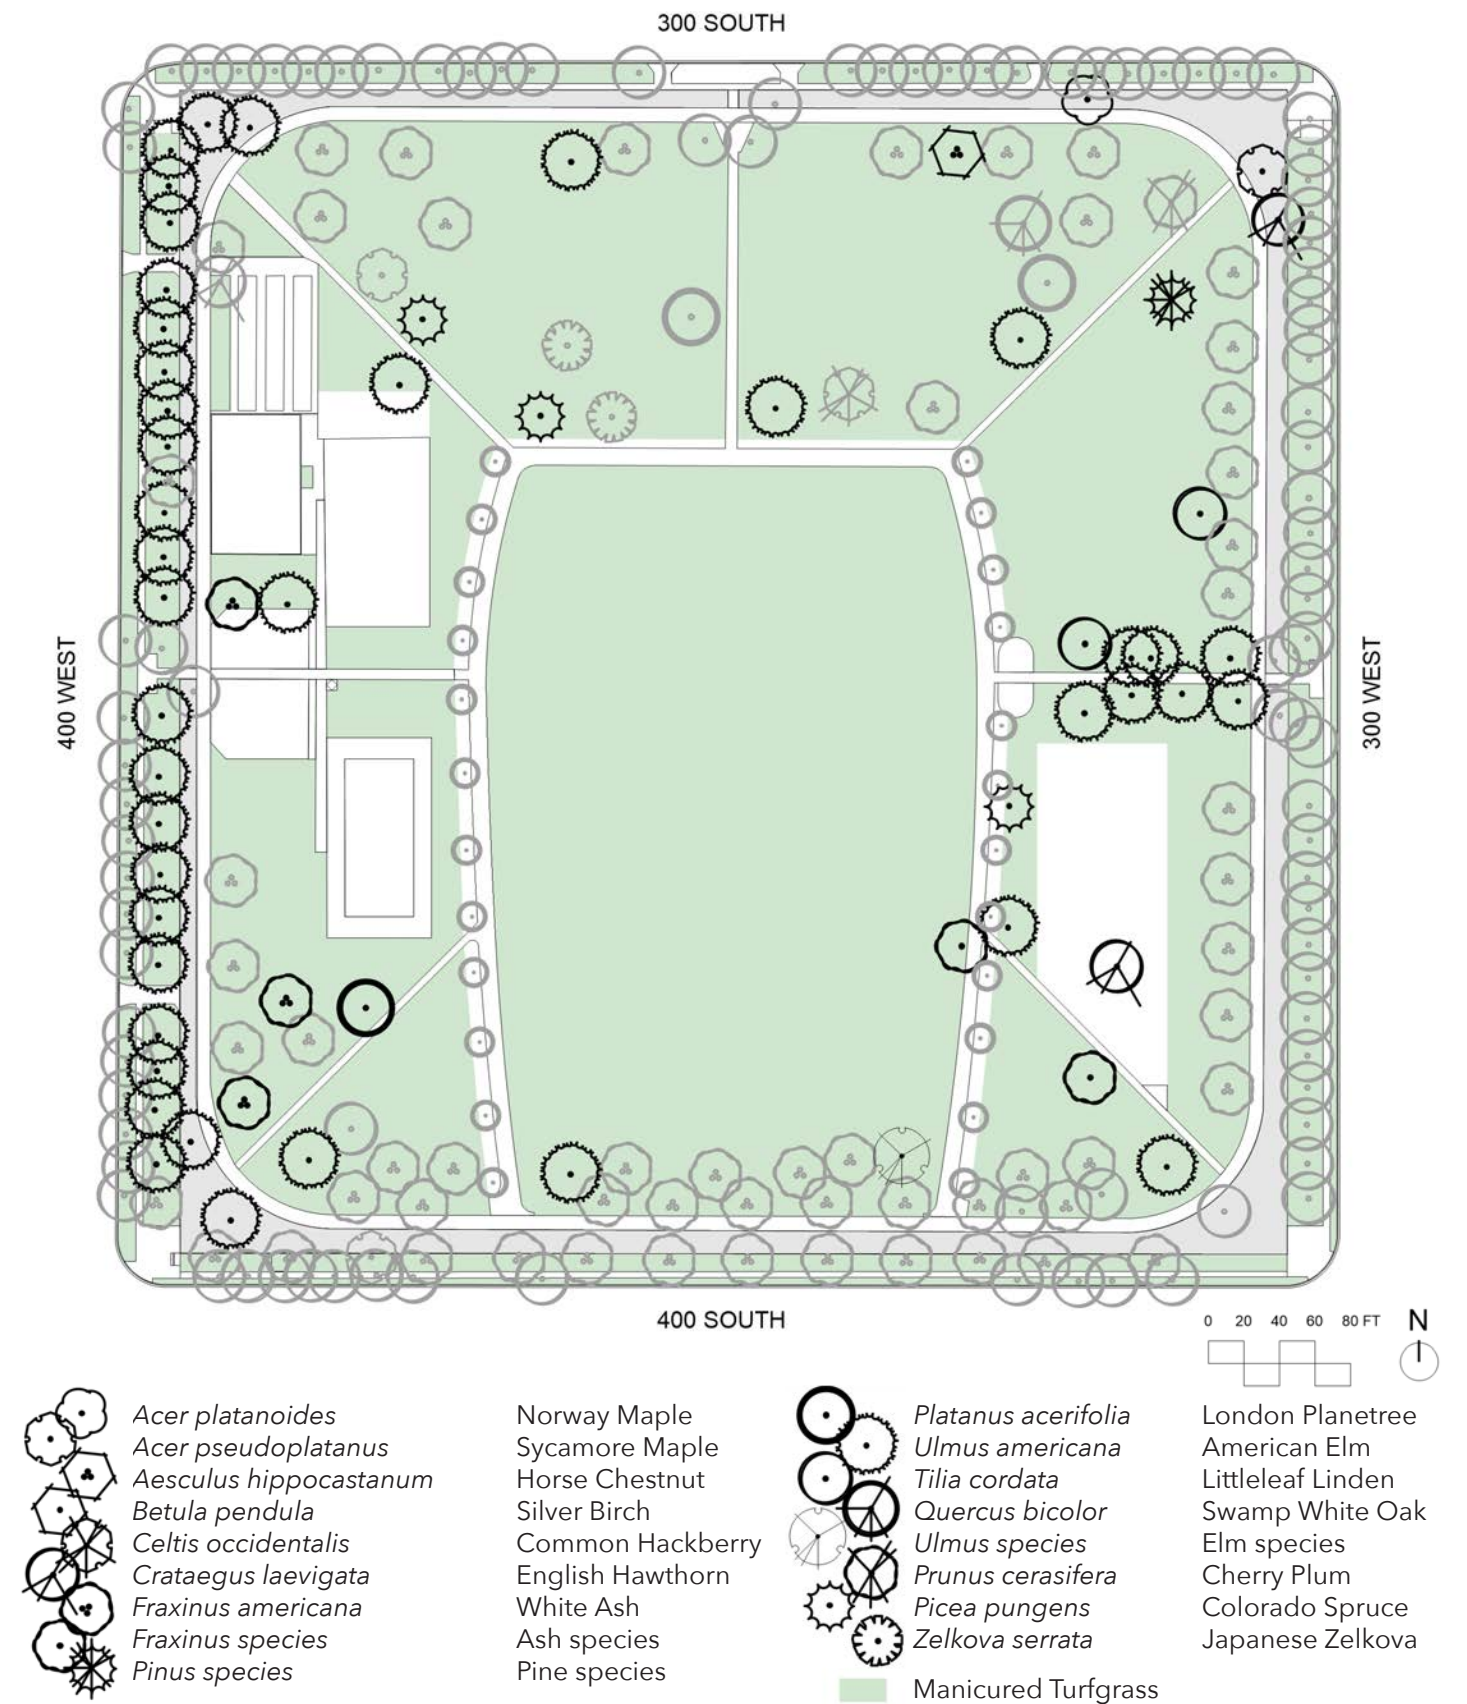 300 SOUTH
400 WEST
300 WEST
400 SOUTH
0 20 40 60 80 FT
N
Acer platanoides Norway Maple
Acer pseudoplatanus Sycamore Maple
Aesculus hippocastanum Horse Chestnut
Betula pendula Silver Birch
Celtis occidentalis Common Hackberry
Crataegus laevigata English Hawthorn
Fraxinus americana White Ash
Fraxinus species Ash species
Pinus species Pine species
Platanus acerifolia London Planetree
Ulmus americana American Elm
Tilia cordata Littleleaf Linden
Quercus bicolor Swamp White Oak
Ulmus species Elm species
Prunus cerasifera Cherry Plum
Picea pungens Colorado Spruce
Zelkova serrata Japanese Zelkova
Manicured Turfgrass